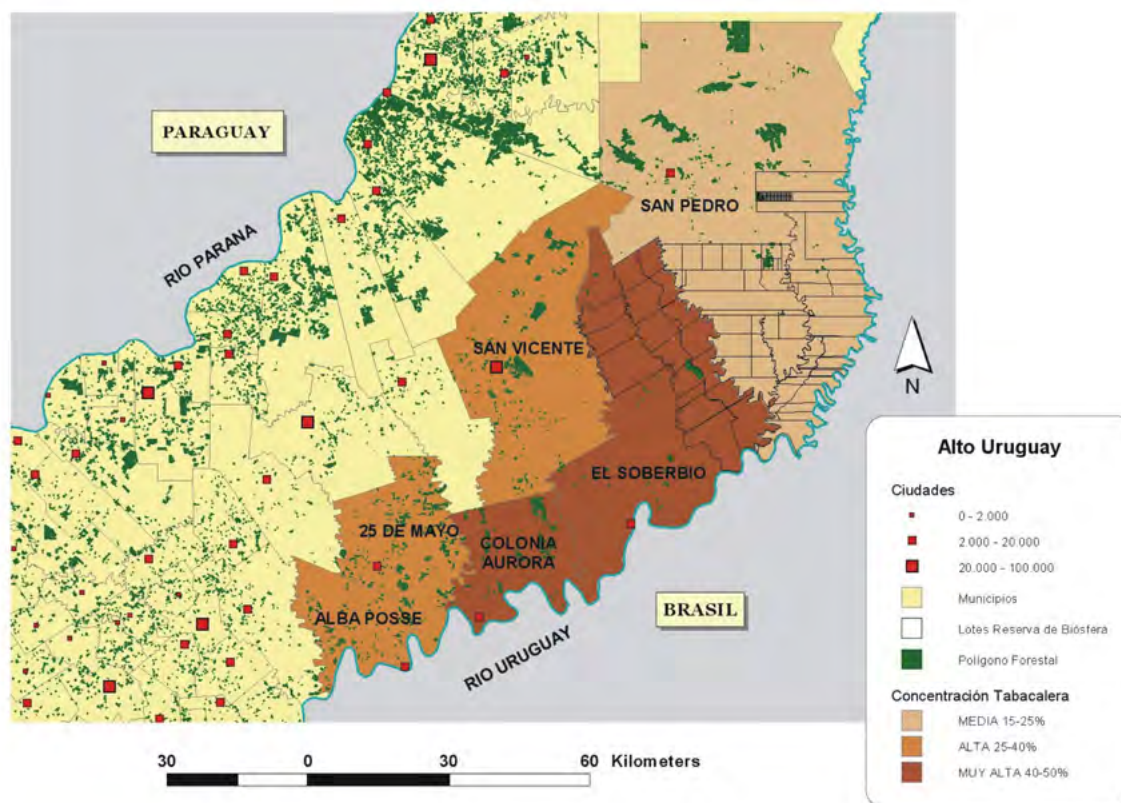 PARAGUAY
RIO PARANA
SAN PEDRO
SAN VICENTE
N
EL SOBERBIO
25 DE MAYO
COLONIA
AURORA
ALBA POSSE
BRASIL
RIO URUGUAY
Alto Uruguay
Ciudades
0 - 2.000
2.000 - 20.000
20.000 - 100.000
Municipios
Lotes Reserva de Biósfera
Polígono Forestal
Concentración Tabacalera
MEDIA 15-25%
ALTA 25-40%
MUY ALTA 40-50%
30 0 30 60 Kilometers